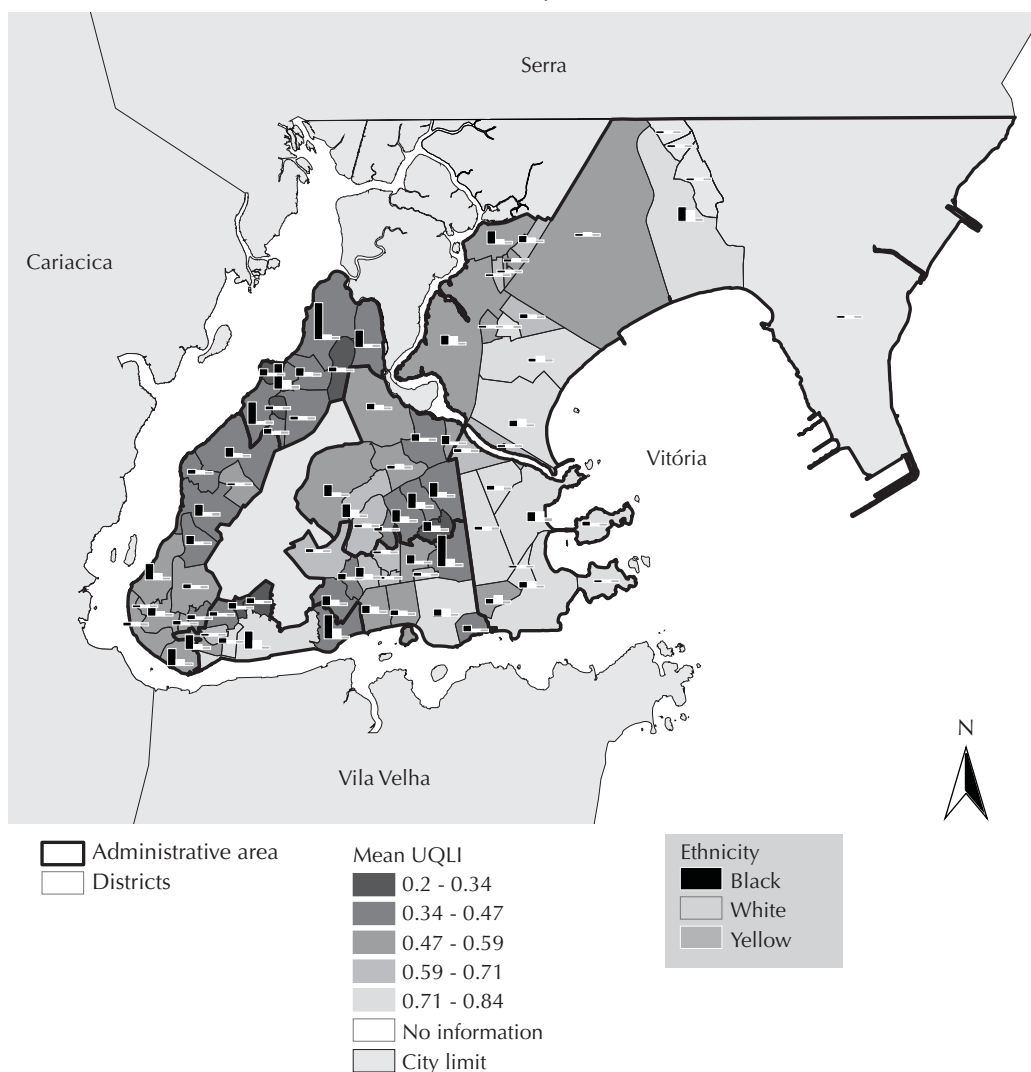 Serra
Cariacica
Vitória
N
Vila Velha
Administrative area
Districts
Mean UQLI
0.2 - 0.34
0.34 - 0.47
0.47 - 0.59
0.59 - 0.71
0.71 - 0.84
No information
City limit
Ethnicity
Black
White
Yellow